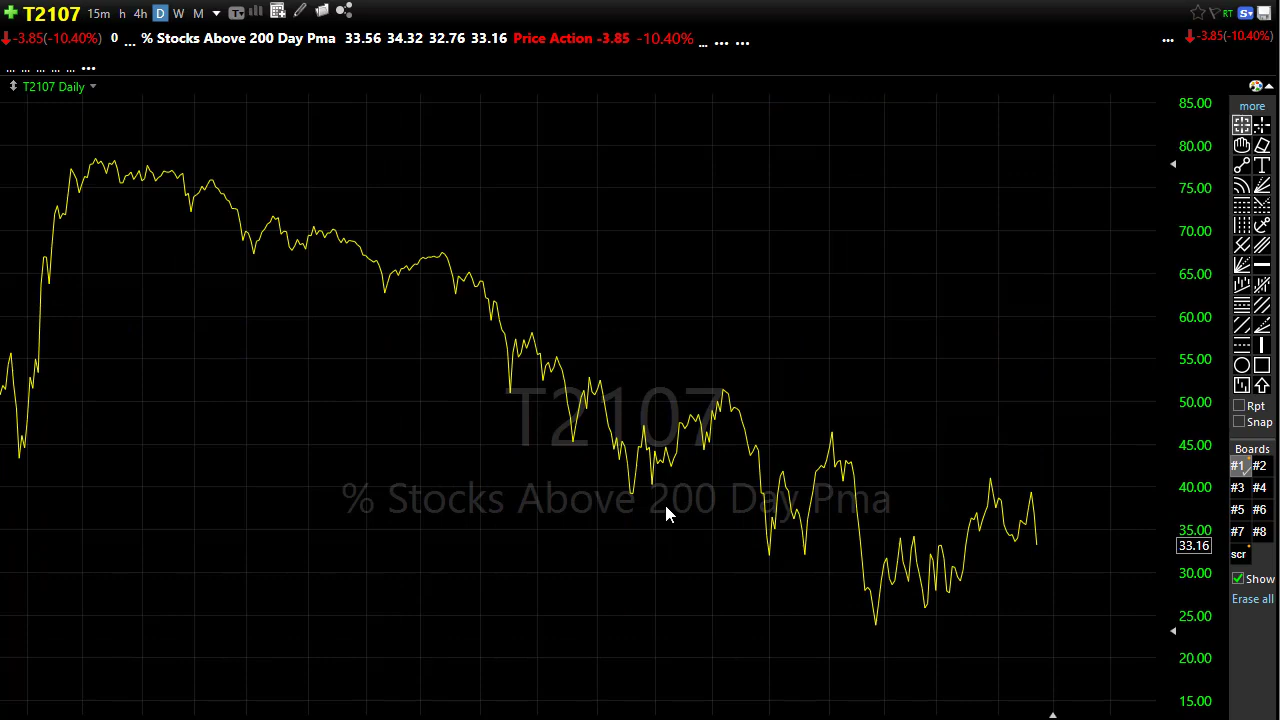 T2107 15m h 4h D W M T RT S
-3.85(-10.40%) 0 ... % Stocks Above 200 Day Pma 33.56 34.32 32.76 33.16 Price Action -3.85 -10.40% ... ... ... ... -3.85(-10.40%)
... ... ... ... ... ...
T2107 Daily
more
85.00
80.00
75.00
70.00
65.00
60.00
55.00
50.00
45.00
40.00
35.00
33.16
30.00
25.00
20.00
15.00
T2107
% Stocks Above 200 Day Pma
T
Rpt
Snap
Boards
#1 #2
#3 #4
#5 #6
#7 #8
scr
Show
Erase all